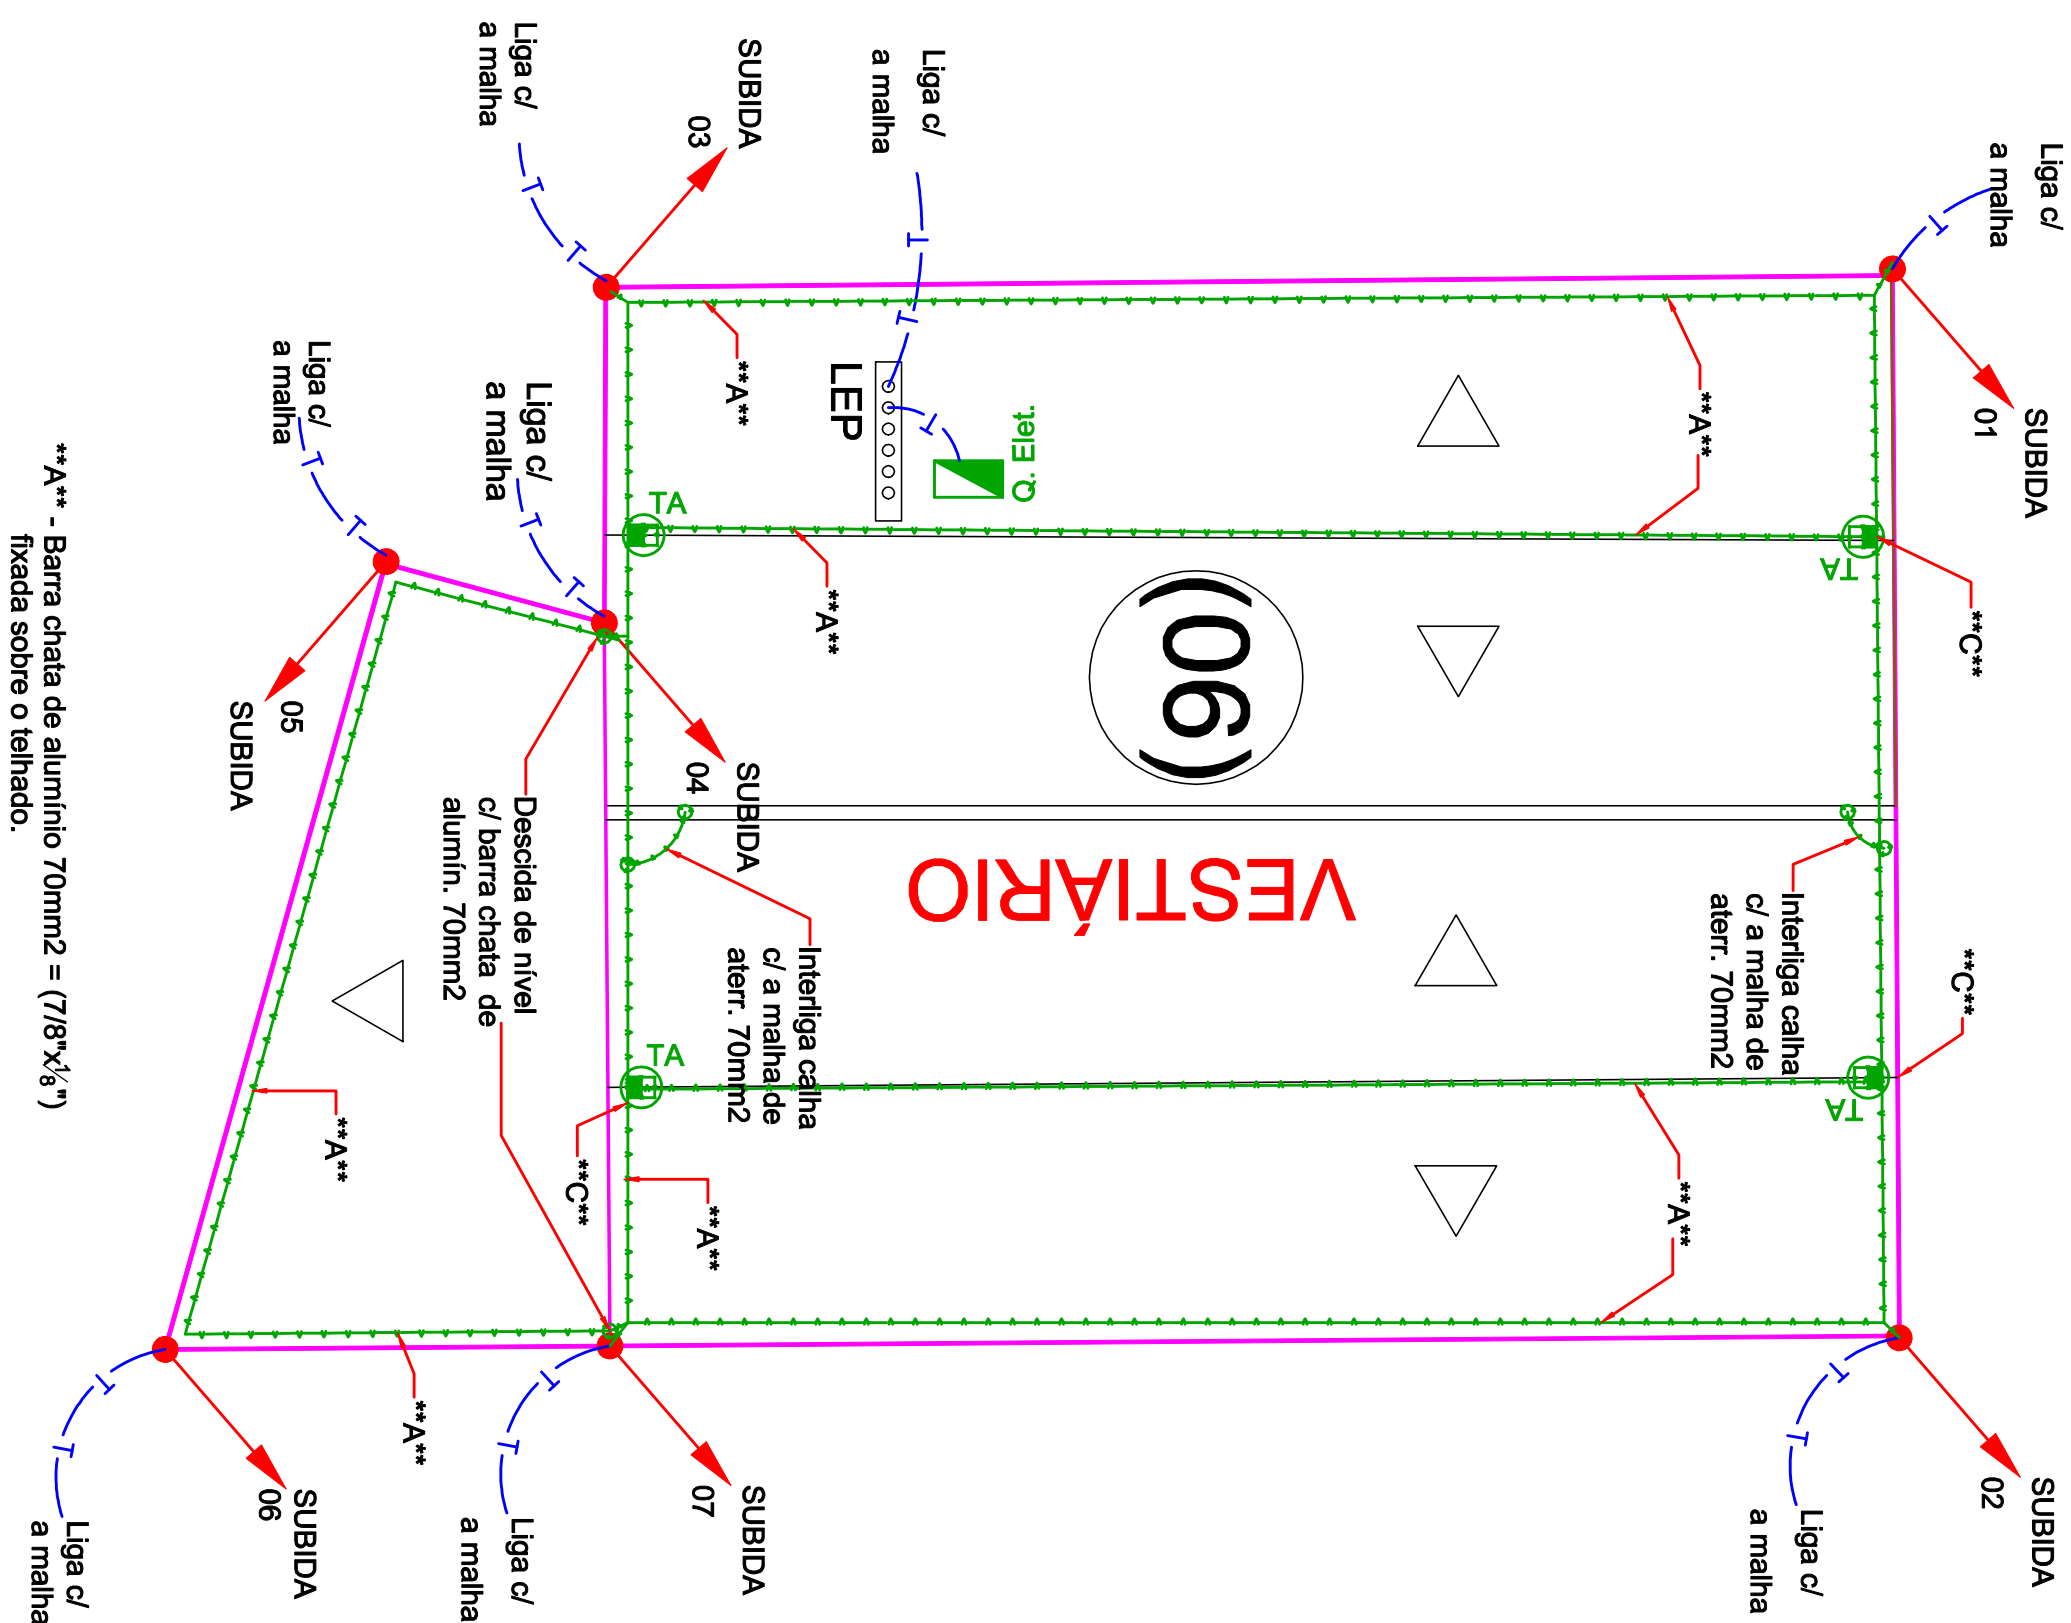 Liga c/
a malha
SUBIDA
01
Liga c/
a malha
SUBIDA
03
Liga c/
a malha
**A**
**A**
LEP
Q. Elet.
TA
TA
**C**
**A**
(06)
Liga c/
a malha
Liga c/
a malha
SUBIDA
04
05
SUBIDA
VESTIÁRIO
Descida de nível
c/ barra chata de
alumín. 70mm2
Interliga calha
c/ a malha de
aterr. 70mm2
Interliga calha
c/ a malha de
aterr. 70mm2
**C**
TA
TA
**C**
**A**
**A**
**A**
**A**
SUBIDA
02
Liga c/
a malha
SUBIDA
07
Liga c/
a malha
SUBIDA
06
Liga c/
a malha
**A** - Barra chata de alumínio 70mm2 = (7/8"x1/8")
fixada sobre o telhado.